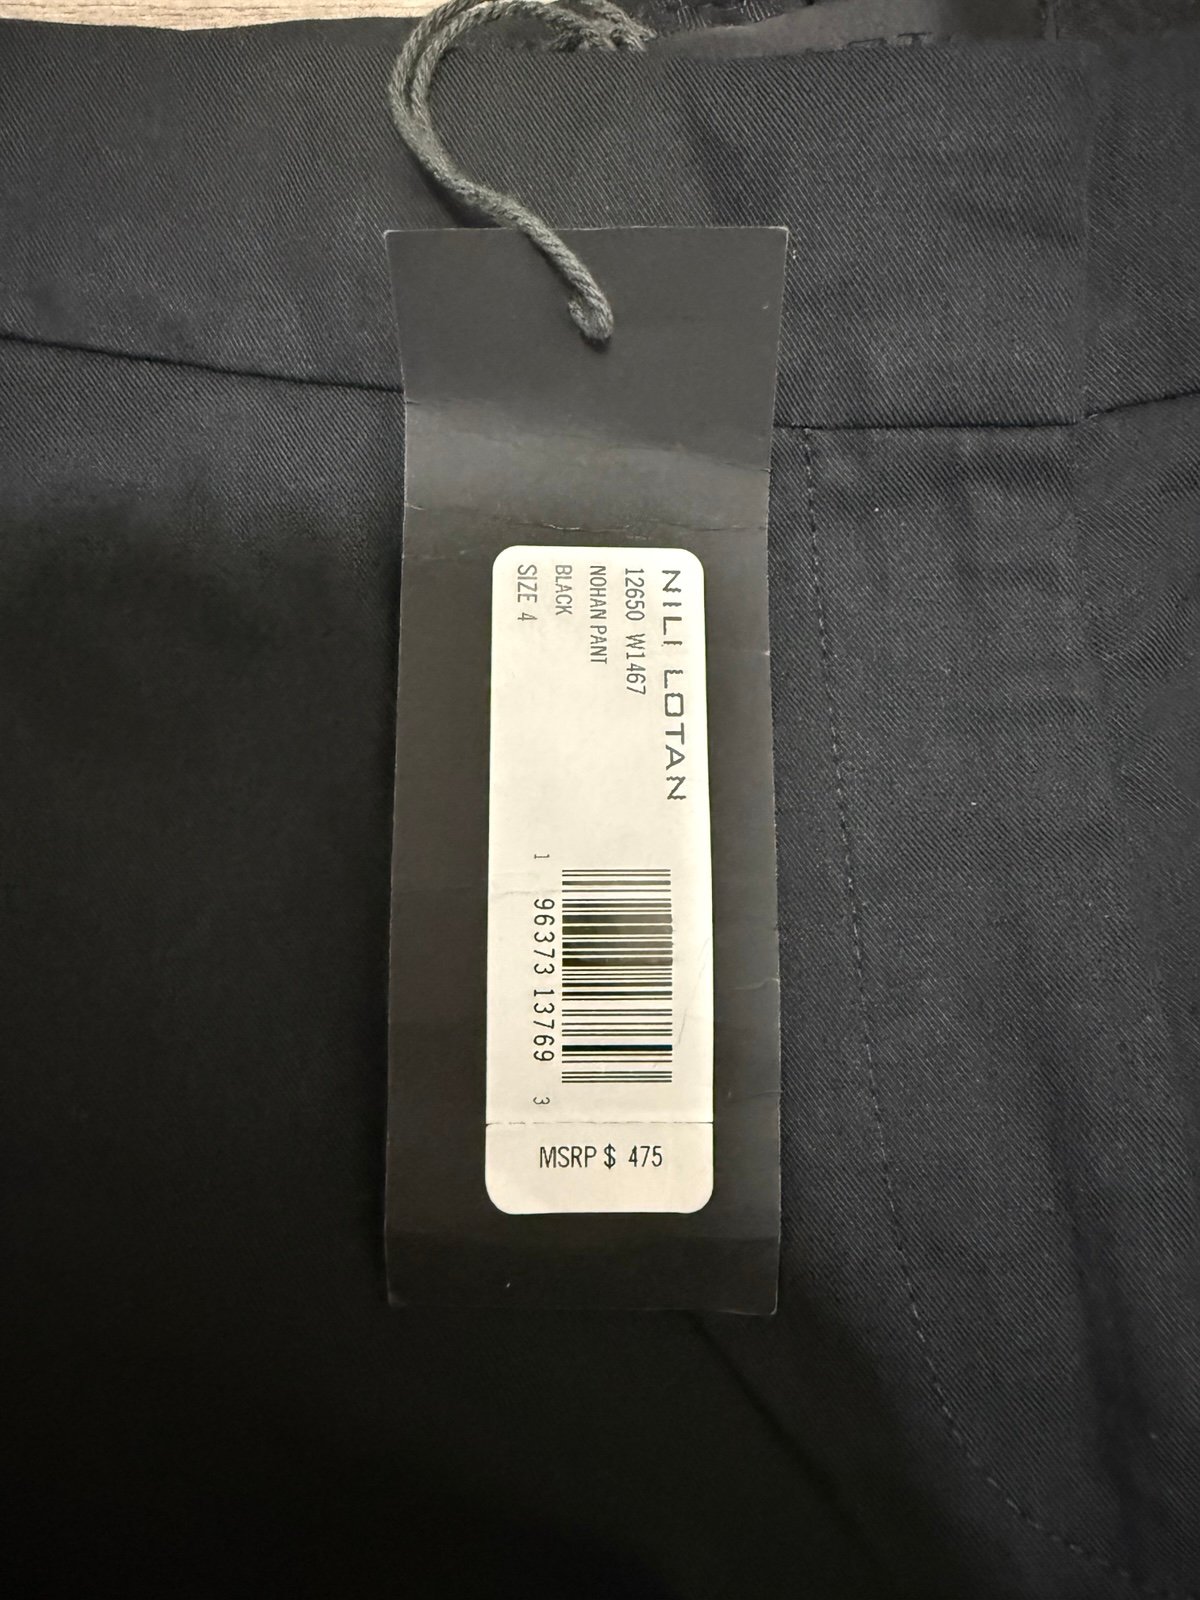 NILI LOTAN
12650 W1467
NOHAN PANT
BLACK
SIZE 4
1 96373 13769 3
MSRP $ 475